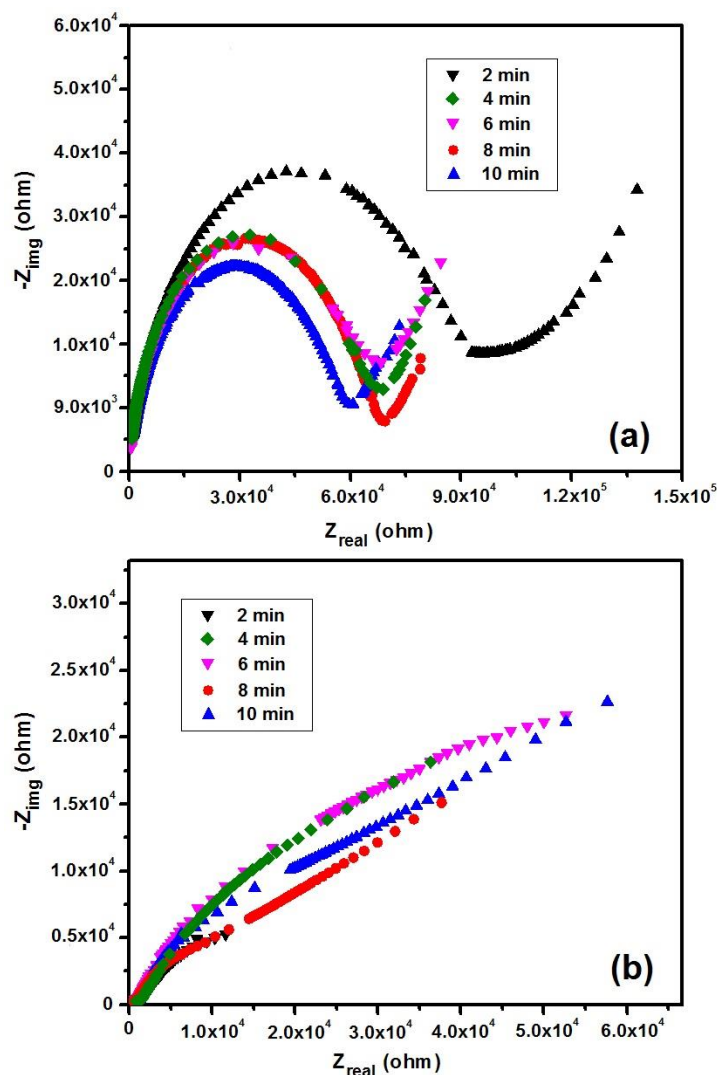 6.0x10⁴
5.0x10⁴
4.0x10⁴
3.0x10⁴
2.0x10⁴
1.0x10⁴
9.0x10³
0
-Z_img (ohm)
2 min
4 min
6 min
8 min
10 min
(a)
0
3.0x10⁴
6.0x10⁴
9.0x10⁴
1.2x10⁵
1.5x10⁵
Z_real (ohm)
3.0x10⁴
2.5x10⁴
2.0x10⁴
1.5x10⁴
1.0x10⁴
0.5x10⁴
0
-Z_img (ohm)
2 min
4 min
6 min
8 min
10 min
(b)
0
1.0x10⁴
2.0x10⁴
3.0x10⁴
4.0x10⁴
5.0x10⁴
6.0x10⁴
Z_real (ohm)